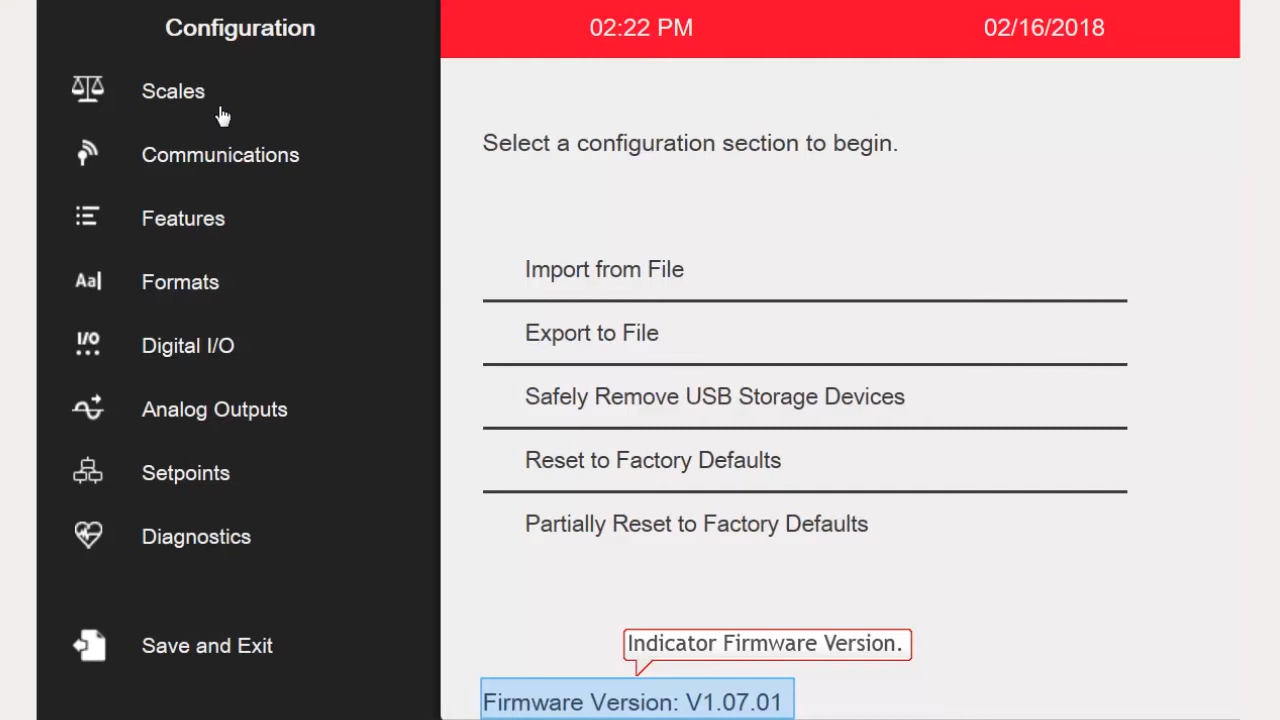 Configuration
Scales
Communications
Features
Aa
Formats
I/O
Digital I/O
Analog Outputs
Setpoints
Diagnostics
Save and Exit
02:22 PM
02/16/2018
Select a configuration section to begin.
Import from File
Export to File
Safely Remove USB Storage Devices
Reset to Factory Defaults
Partially Reset to Factory Defaults
Indicator Firmware Version.
Firmware Version: V1.07.01